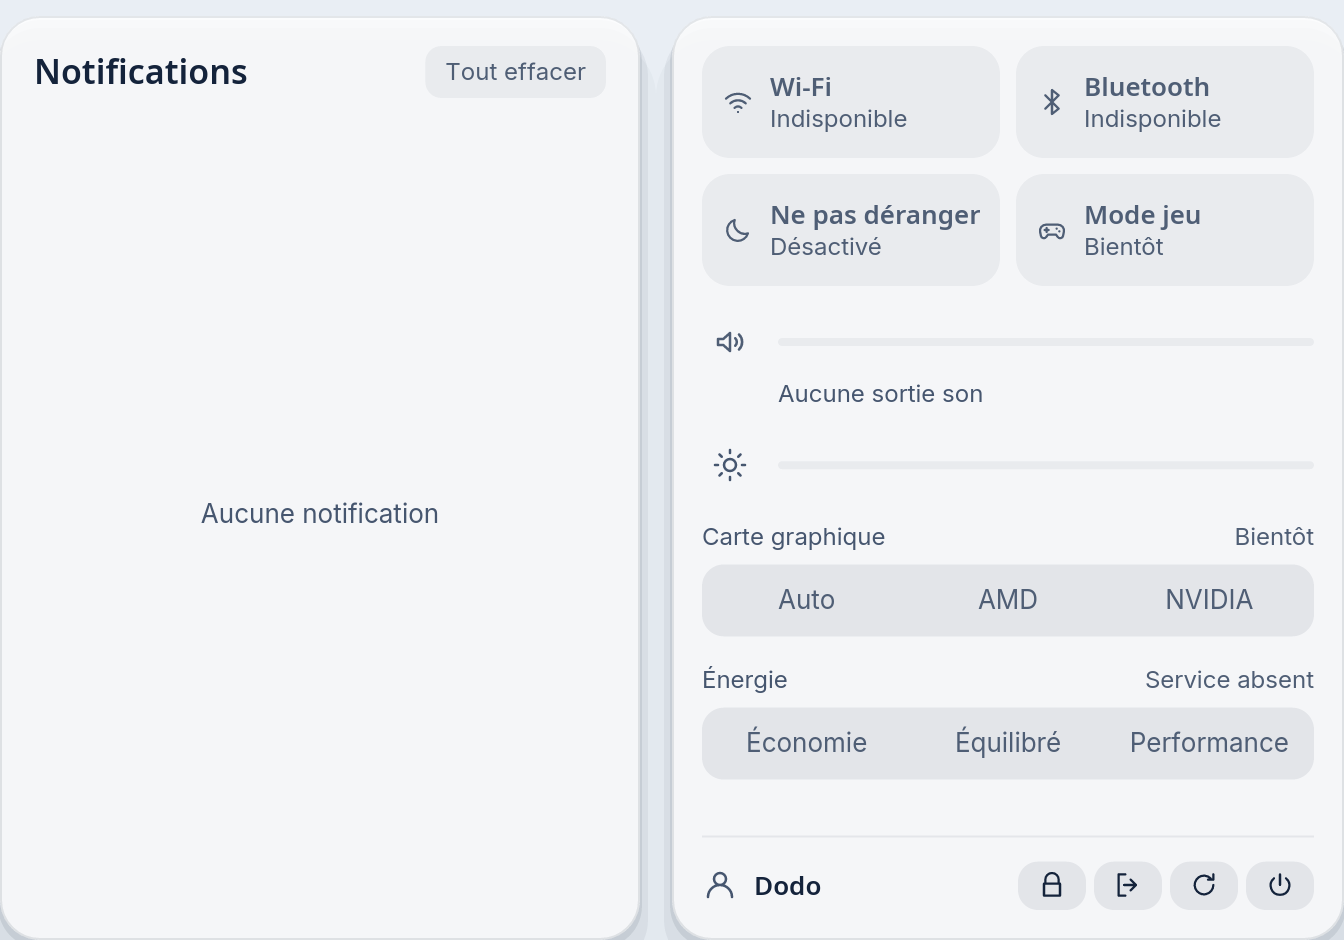 Notifications
Tout effacer
Aucune notification
Wi-Fi
Indisponible
Bluetooth
Indisponible
Ne pas déranger
Désactivé
Mode jeu
Bientôt
Aucune sortie son
Carte graphique
Bientôt
Auto
AMD
NVIDIA
Énergie
Service absent
Économie
Équilibré
Performance
Dodo